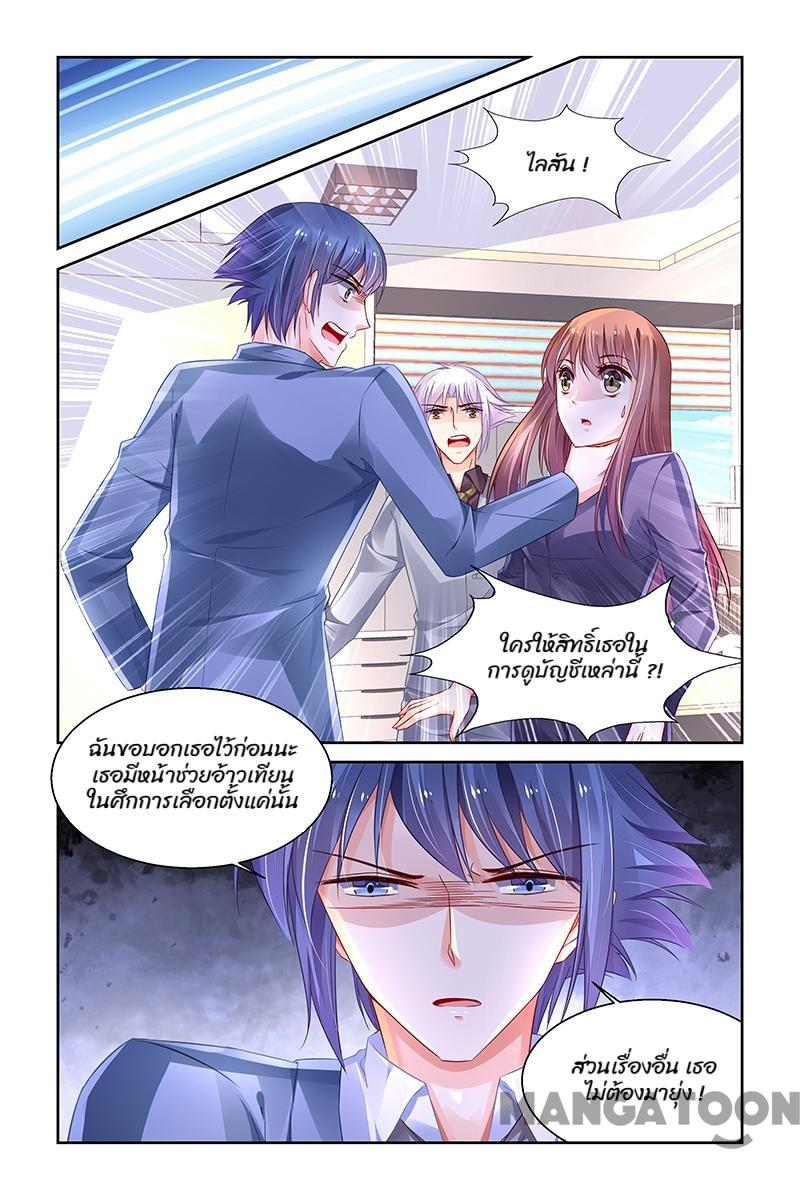 ไลสัน !
ใครให้สิทธิ์เธอใน
การดูบัญชีเหล่านี้ ?!
ฉันขอบอกเธอไว้ก่อนนะ
เธอมีหน้าช่วยอ้าวเทียน
ในศึกการเลือกตั้งแค่นั้น
ส่วนเรื่องอื่น เธอ
ไม่ต้องมายุ่ง !
MANGATOON